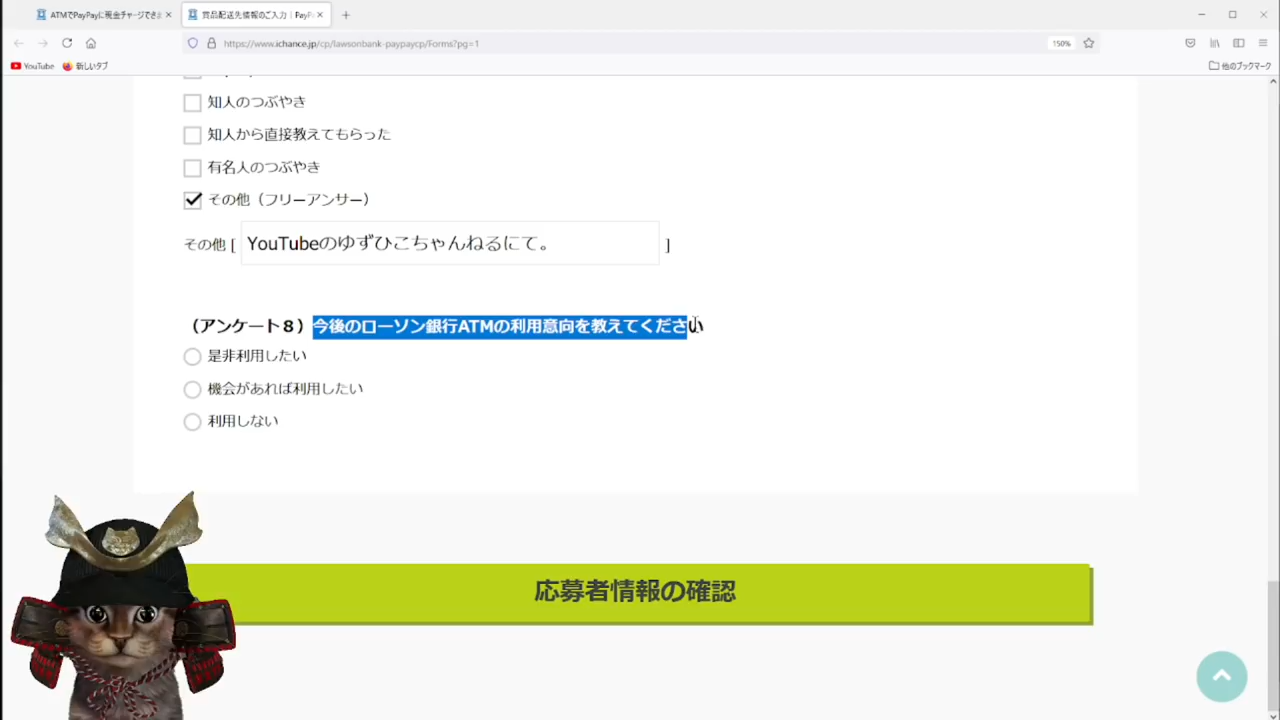 ATMでPayPayに現金チャージできま
賞品配送先情報のご入力｜PayPa
https://www.ichance.jp/cp/lawsonbank-paypaycp/Forms?pg=1
150%
YouTube
新しいタブ
他のブックマーク
知人のつぶやき
知人から直接教えてもらった
有名人のつぶやき
その他（フリーアンサー）
その他 [ YouTubeのゆずひこちゃんねるにて。 ]
（アンケート８）今後のローソン銀行ATMの利用意向を教えてください
是非利用したい
機会があれば利用したい
利用しない
応募者情報の確認